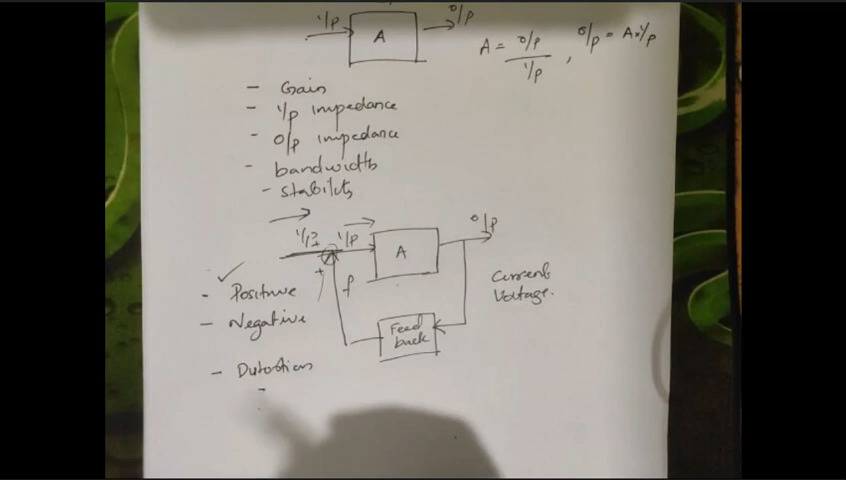 I/p A O/p
A = O/p / I/p , O/p = A x I/p
- Gain
- I/p impedance
- O/p impedance
- bandwidth
- stability
I/P + I/P A O/P
+ f
Current
Voltage.
Feed
back
- Positive ✓
- Negative
- Distortion
-